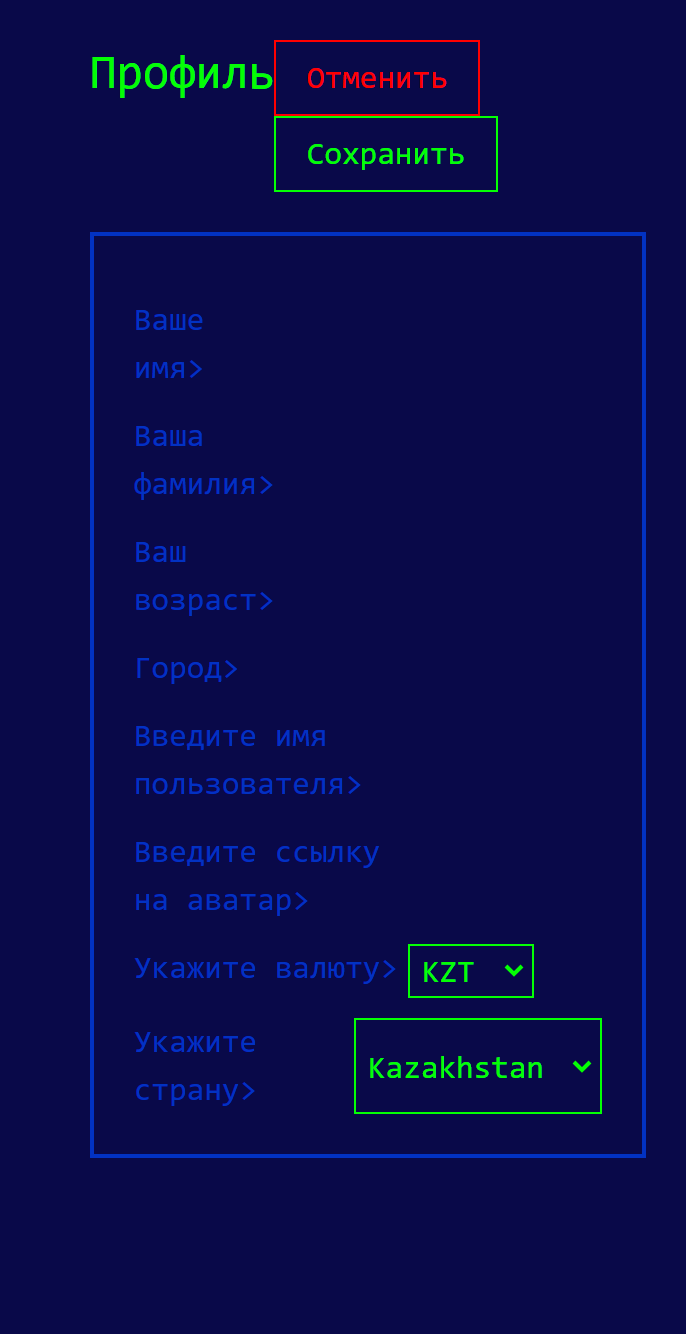 Профиль
Отменить
Сохранить
Ваше
имя>
Ваша
фамилия>
Ваш
возраст>
Город>
Введите имя
пользователя>
Введите ссылку
на аватар>
Укажите валюту> KZT
Укажите
страну>
Kazakhstan